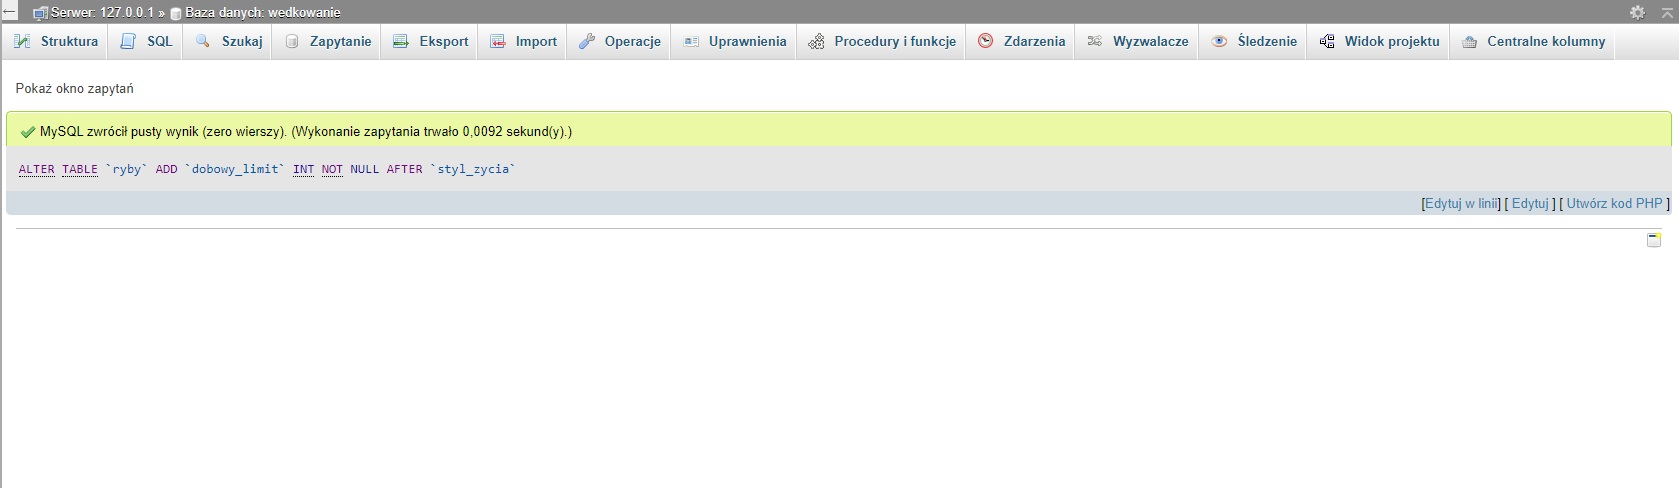 Serwer: 127.0.0.1 » Baza danych: wedkowanie
Struktura SQL Szukaj Zapytanie Eksport Import Operacje Uprawnienia Procedury i funkcje Zdarzenia Wyzwalacze Śledzenie Widok projektu Centralne kolumny
Pokaż okno zapytań
MySQL zwrócił pusty wynik (zero wierszy). (Wykonanie zapytania trwało 0,0092 sekund(y).)
ALTER TABLE `ryby` ADD `dobowy_limit` INT NOT NULL AFTER `styl_zycia`
[Edytuj w linii] [ Edytuj ] [ Utwórz kod PHP ]